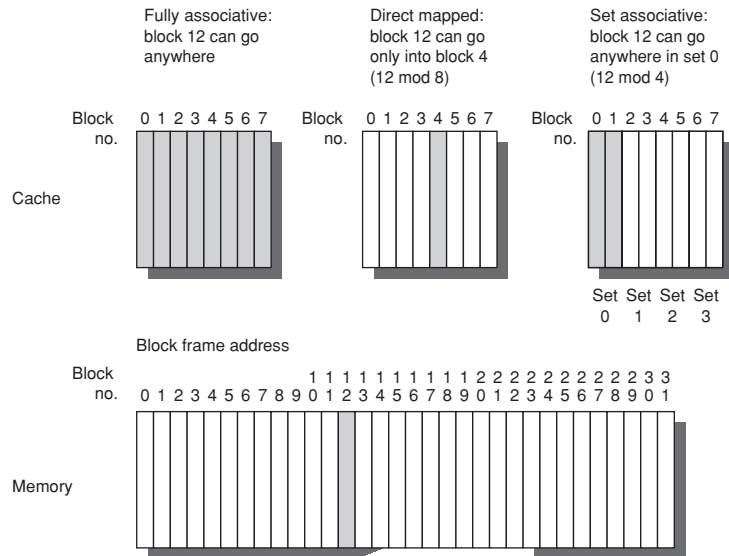 Fully associative:
block 12 can go
anywhere
Direct mapped:
block 12 can go
only into block 4
(12 mod 8)
Set associative:
block 12 can go
anywhere in set 0
(12 mod 4)
Block
no.
0 1 2 3 4 5 6 7
Block
no.
0 1 2 3 4 5 6 7
Block
no.
0 1 2 3 4 5 6 7
Cache
Set Set Set Set
0 1 2 3
Block frame address
Block
no.
1 1 1 1 1 1 1 1 1 1 2 2 2 2 2 2 2 2 2 2 3 3
0 1 2 3 4 5 6 7 8 9 0 1 2 3 4 5 6 7 8 9 0 1 2 3 4 5 6 7 8 9 0 1
Memory